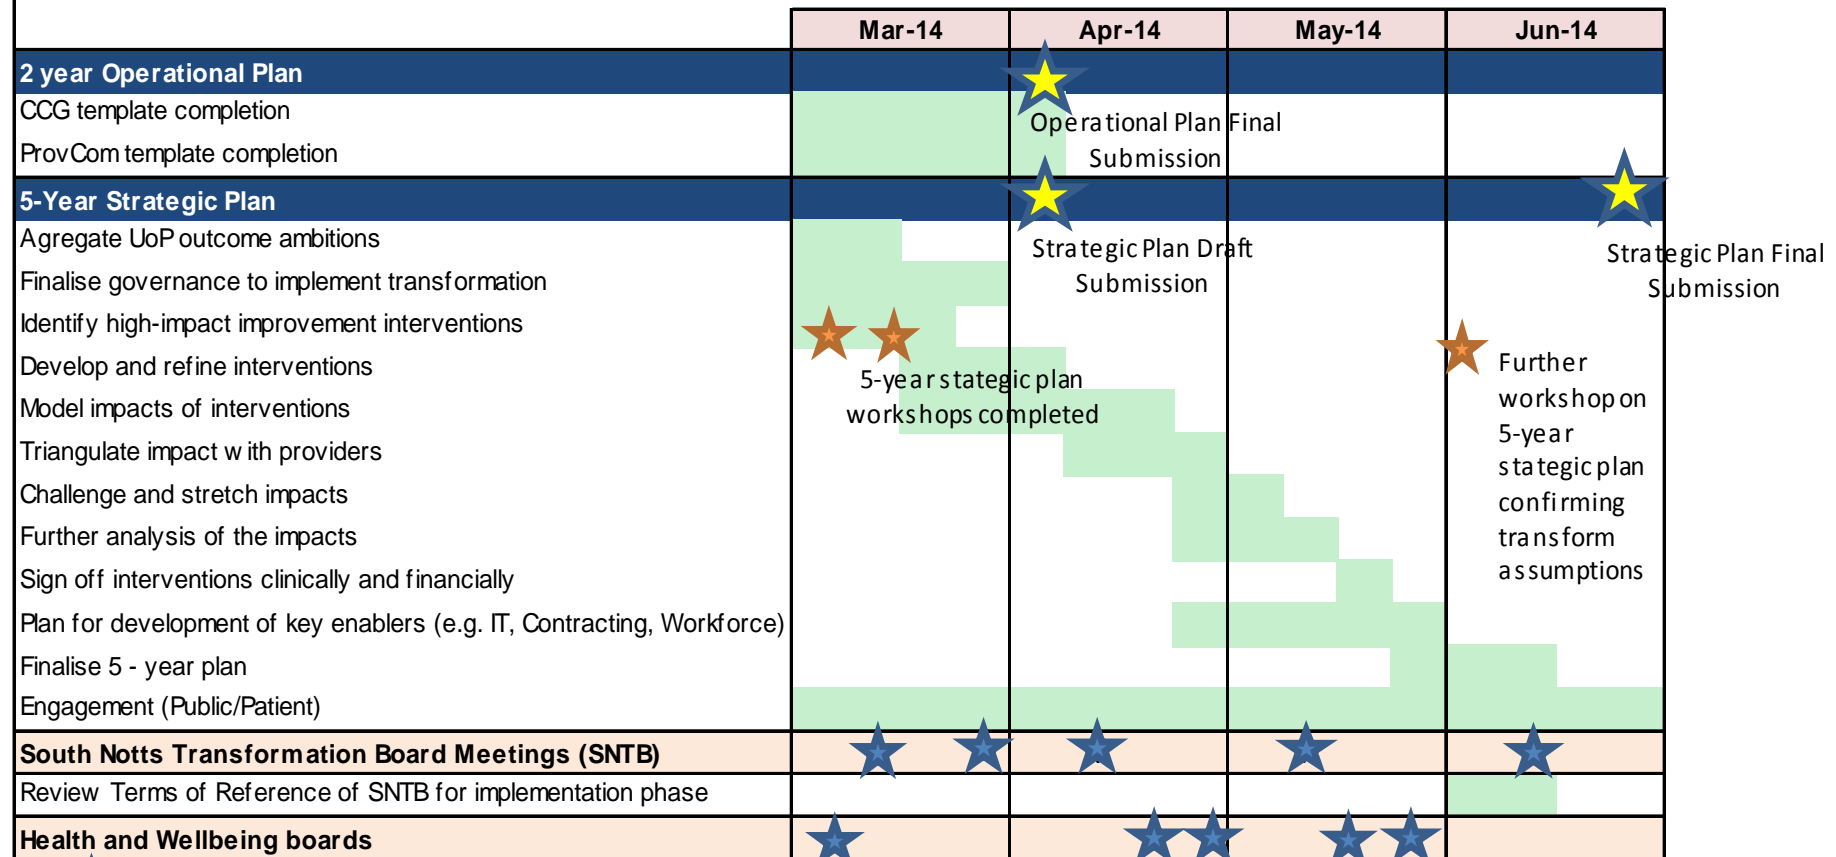 Mar-14 Apr-14 May-14 Jun-14
2 year Operational Plan
CCG template completion
Operational Plan Final
Submission
ProvCom template completion
5-Year Strategic Plan
Agregate UoP outcome ambitions
Strategic Plan Draft
Submission
Strategic Plan Final
Submission
Finalise governance to implement transformation
Identify high-impact improvement interventions
Develop and refine interventions
5-year stategic plan
workshops completed
Further
workshop on
5-year
stategic plan
confirming
transform
assumptions
Model impacts of interventions
Triangulate impact with providers
Challenge and stretch impacts
Further analysis of the impacts
Sign off interventions clinically and financially
Plan for development of key enablers (e.g. IT, Contracting, Workforce)
Finalise 5 - year plan
Engagement (Public/Patient)
South Notts Transformation Board Meetings (SNTB)
Review Terms of Reference of SNTB for implementation phase
Health and Wellbeing boards